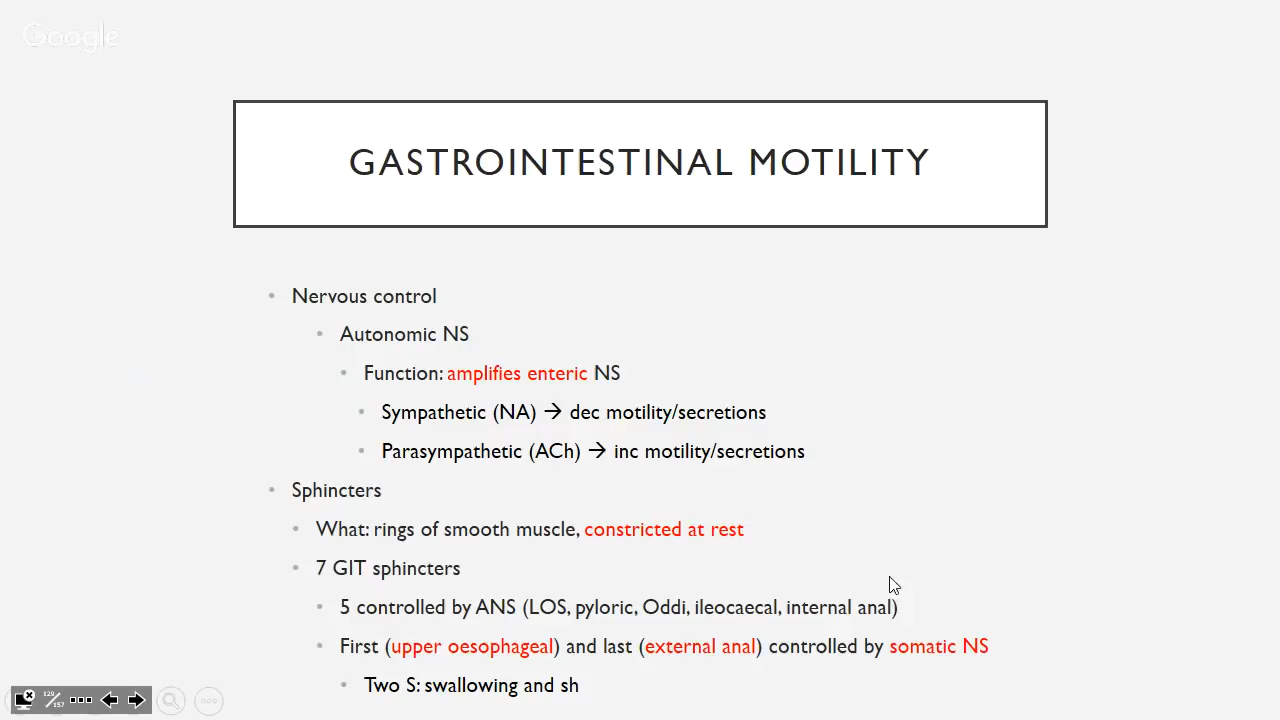 Google
GASTROINTESTINAL MOTILITY
• Nervous control
• Autonomic NS
• Function: amplifies enteric NS
• Sympathetic (NA) → dec motility/secretions
• Parasympathetic (ACh) → inc motility/secretions
• Sphincters
• What: rings of smooth muscle, constricted at rest
• 7 GIT sphincters
• 5 controlled by ANS (LOS, pyloric, Oddi, ileocaecal, internal anal)
• First (upper oesophageal) and last (external anal) controlled by somatic NS
• Two S: swallowing and sh
129/157